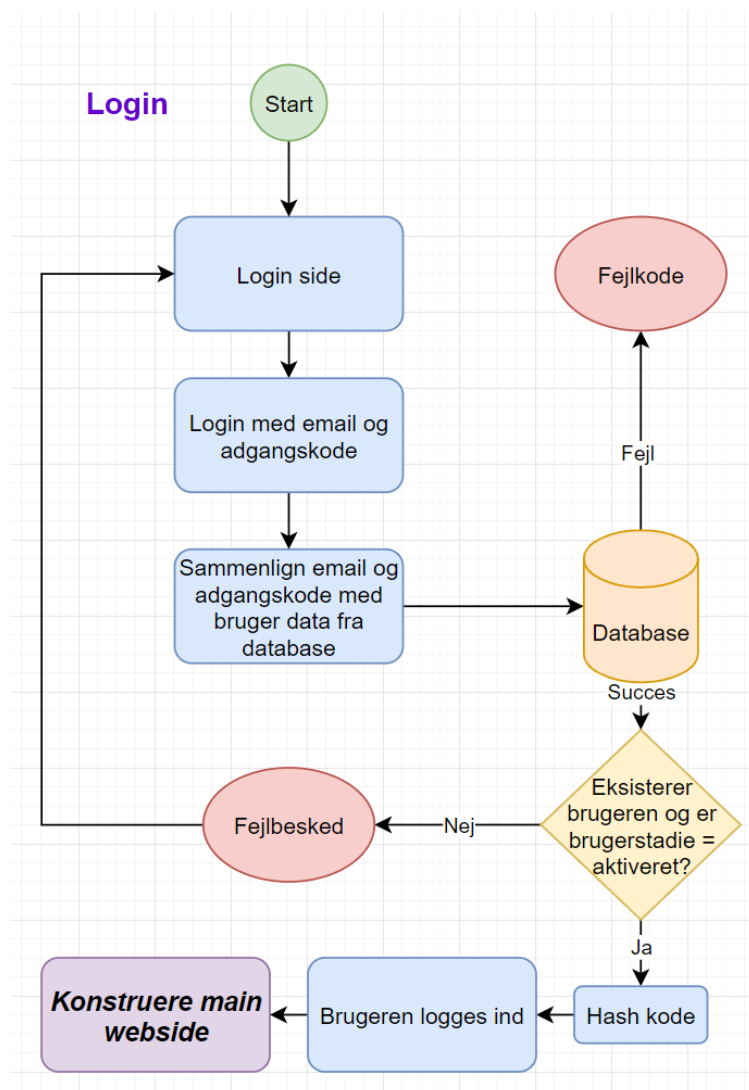 Login
Start
Login side
Fejlkode
Login med email og
adgangskode
Fejl
Sammenlign email og
adgangskode med
bruger data fra
database
Database
Succes
Eksisterer
brugeren og er
brugerstadie =
aktiveret?
Nej
Fejlbesked
Ja
Hash kode
Brugeren logges ind
Konstruere main
webside